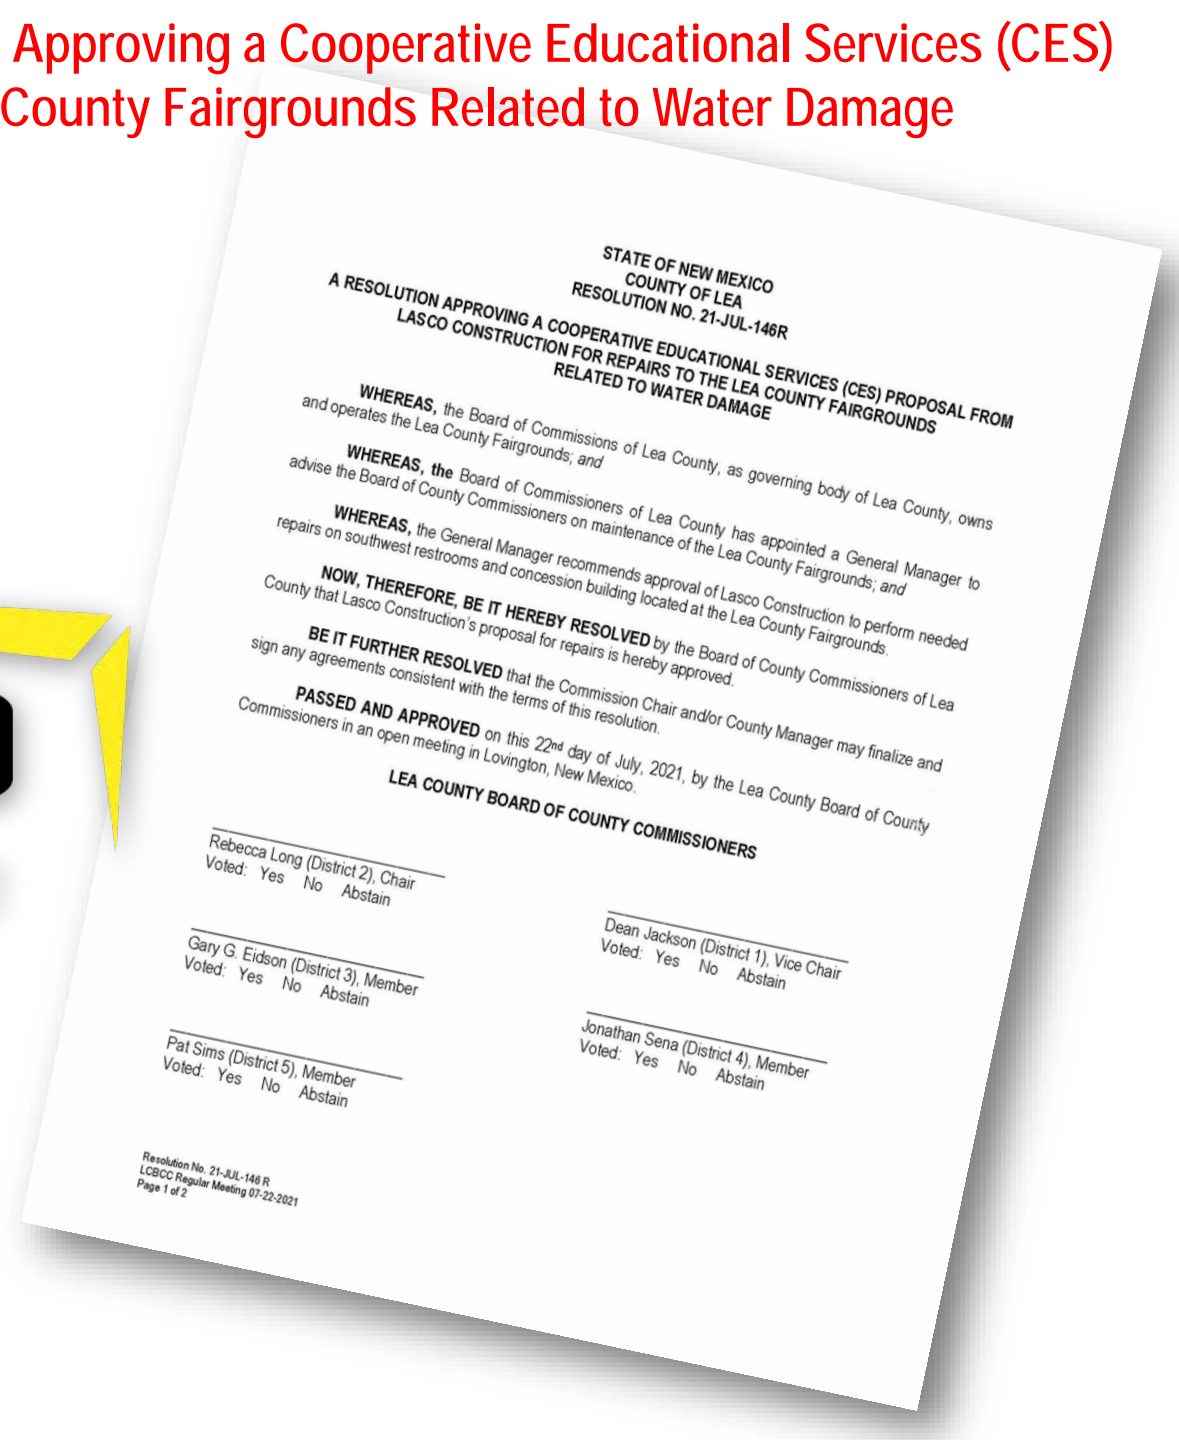 Approving a Cooperative Educational Services (CES)
County Fairgrounds Related to Water Damage
STATE OF NEW MEXICO
COUNTY OF LEA
RESOLUTION NO. 21-JUL-146R
A RESOLUTION APPROVING A COOPERATIVE EDUCATIONAL SERVICES (CES) PROPOSAL FROM
LASCO CONSTRUCTION FOR REPAIRS TO THE LEA COUNTY FAIRGROUNDS
RELATED TO WATER DAMAGE
WHEREAS, the Board of Commissions of Lea County, as governing body of Lea County, owns
and operates the Lea County Fairgrounds; and
WHEREAS, the Board of Commissioners of Lea County has appointed a General Manager to
advise the Board of County Commissioners on maintenance of the Lea County Fairgrounds; and
WHEREAS, the General Manager recommends approval of Lasco Construction to perform needed
repairs on southwest restrooms and concession building located at the Lea County Fairgrounds.
NOW, THEREFORE, BE IT HEREBY RESOLVED by the Board of County Commissioners of Lea
County that Lasco Construction's proposal for repairs is hereby approved.
BE IT FURTHER RESOLVED that the Commission Chair and/or County Manager may finalize and
sign any agreements consistent with the terms of this resolution.
PASSED AND APPROVED on this 22nd day of July, 2021, by the Lea County Board of County
Commissioners in an open meeting in Lovington, New Mexico.
LEA COUNTY BOARD OF COUNTY COMMISSIONERS
Rebecca Long (District 2), Chair
Voted: Yes No Abstain
Dean Jackson (District 1), Vice Chair
Voted: Yes No Abstain
Gary G. Eidson (District 3), Member
Voted: Yes No Abstain
Jonathan Sena (District 4), Member
Voted: Yes No Abstain
Pat Sims (District 5), Member
Voted: Yes No Abstain
Resolution No. 21-JUL-146 R
LCBCC Regular Meeting 07-22-2021
Page 1 of 2